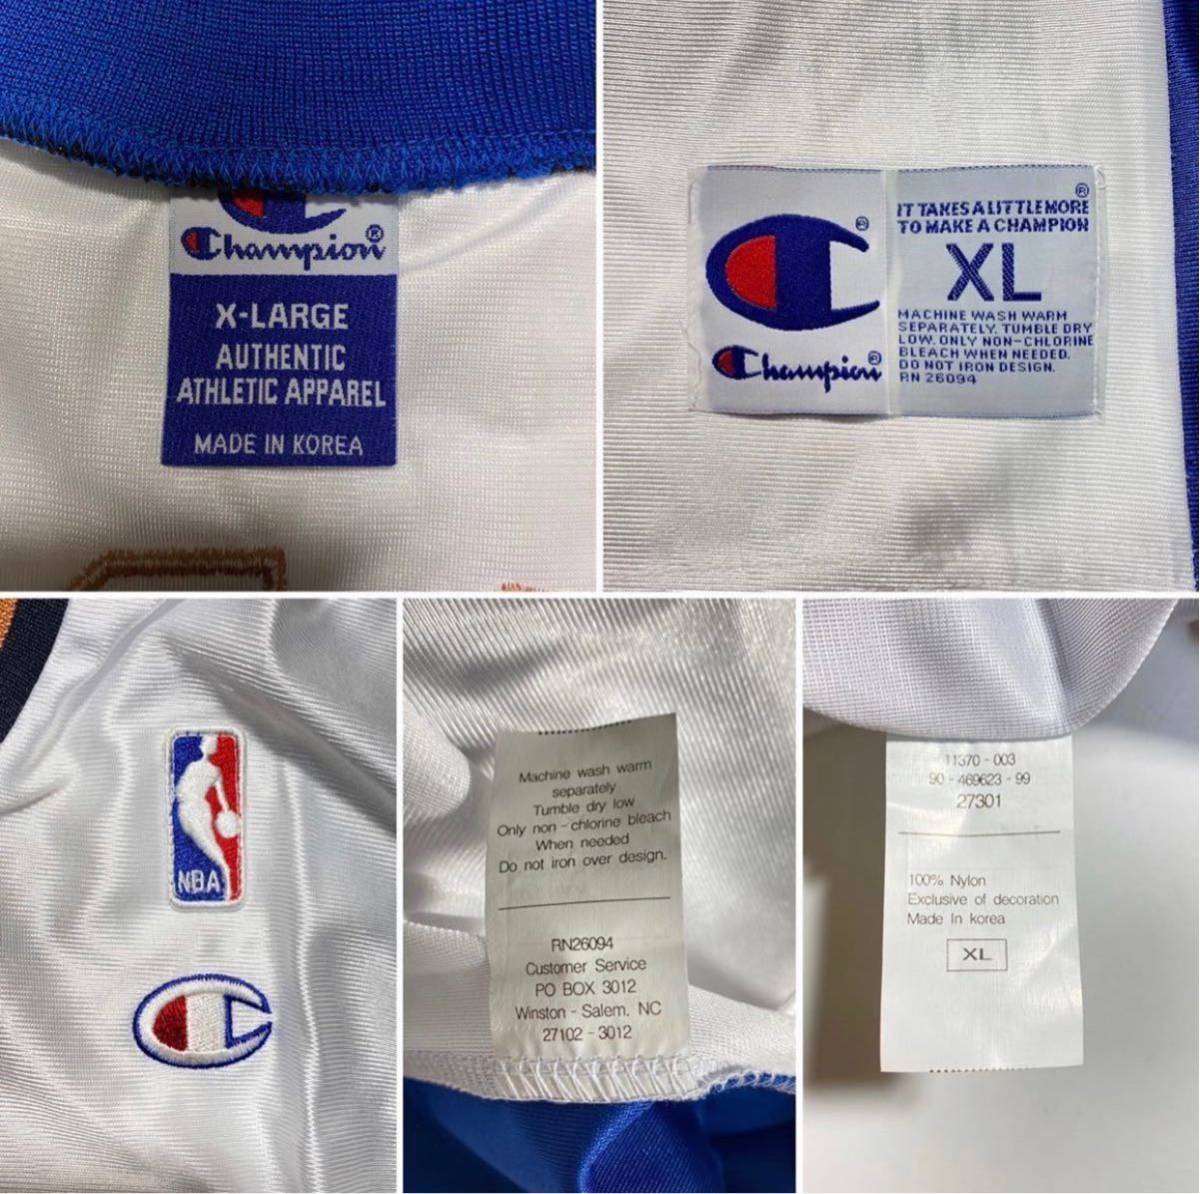 Champion®
X-LARGE
AUTHENTIC
ATHLETIC APPAREL
MADE IN KOREA
®
Champion®
®
IT TAKES A LITTLE MORE
TO MAKE A CHAMPION
XL
MACHINE WASH WARM
SEPARATELY. TUMBLE DRY
LOW. ONLY NON-CHLORINE
BLEACH WHEN NEEDED.
DO NOT IRON DESIGN.
RN 26094
NBA
Machine wash warm
separately
Tumble dry low
Only non - chlorine bleach
When needed
Do not iron over design.
RN26094
Customer Service
PO BOX 3012
Winston - Salem. NC
27102 - 3012
11370 - 003
90 - 469623 - 99
27301
100% Nylon
Exclusive of decoration
Made In korea
XL